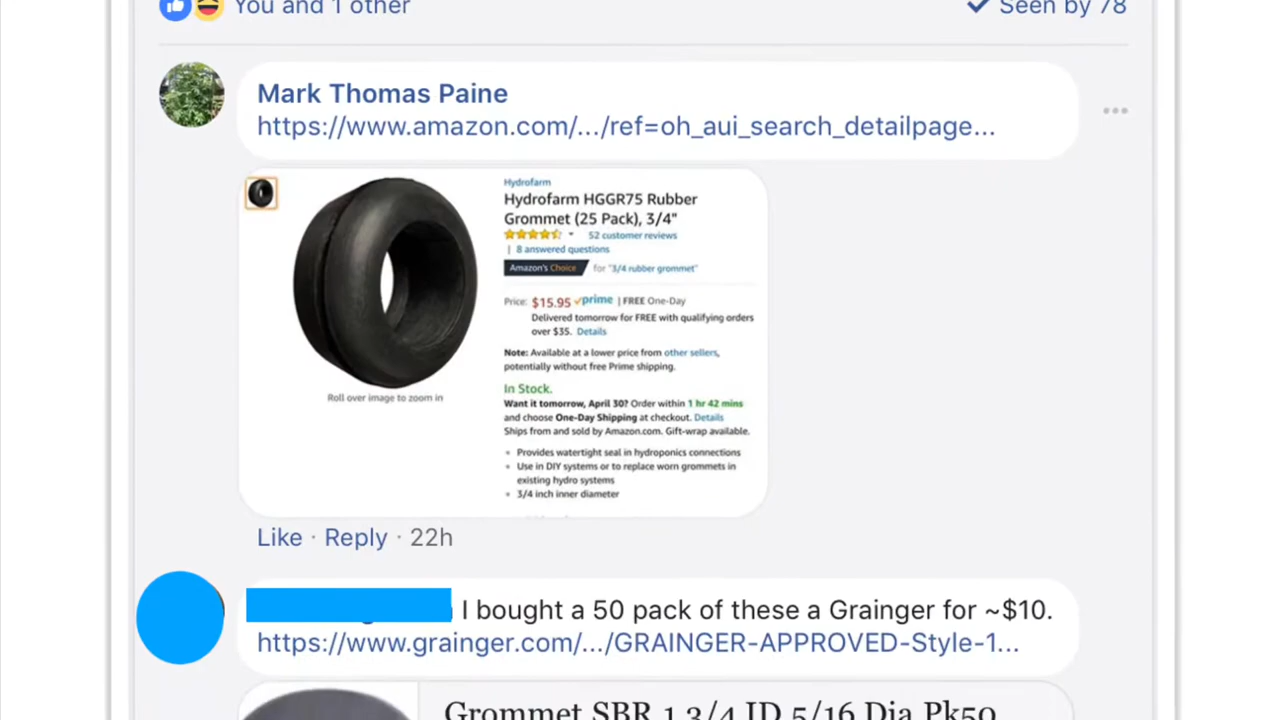 You and 1 other
Seen by 78
Mark Thomas Paine
https://www.amazon.com/.../ref=oh_aui_search_detailpage...
Hydrofarm
Hydrofarm HGGR75 Rubber
Grommet (25 Pack), 3/4"
52 customer reviews
| 8 answered questions
Amazon's Choice for "3/4 rubber grommet"
Price: $15.95 prime | FREE One-Day
Delivered tomorrow for FREE with qualifying orders
over $35. Details
Note: Available at a lower price from other sellers,
potentially without free Prime shipping.
In Stock.
Want it tomorrow, April 30? Order within 1 hr 42 mins
and choose One-Day Shipping at checkout. Details
Ships from and sold by Amazon.com. Gift-wrap available.
• Provides watertight seal in hydroponics connections
• Use in DIY systems or to replace worn grommets in
existing hydro systems
• 3/4 inch inner diameter
Roll over image to zoom in
Like · Reply · 22h
I bought a 50 pack of these a Grainger for ~$10.
https://www.grainger.com/.../GRAINGER-APPROVED-Style-1...
Grommet SBR 1 3/4 ID 5/16 Dia Pk50